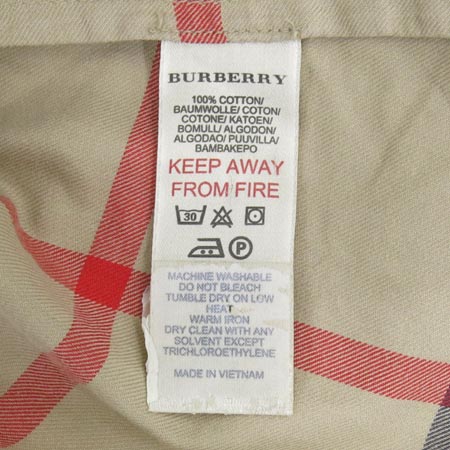 BURBERRY
100% COTTON/
BAUMWOLLE/ COTON/
COTONE/ KATOEN/
BOMULL/ ALGODON/
ALGODAO/ PUUVILLA/
BAMBAKEPO
KEEP AWAY
FROM FIRE
30
P
MACHINE WASHABLE
DO NOT BLEACH
TUMBLE DRY ON LOW
HEAT
WARM IRON
DRY CLEAN WITH ANY
SOLVENT EXCEPT
TRICHLOROETHYLENE
MADE IN VIETNAM